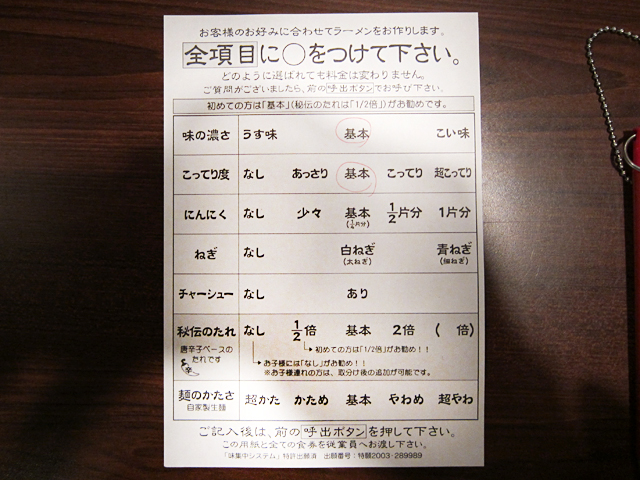 お客様のお好みに合わせてラーメンをお作りします。
全項目に○をつけて下さい。
どのように選ばれても料金は変わりません。
ご質問がございましたら、前の呼出ボタンでお呼び下さい。
初めての方は「基本」(秘伝のたれは「1/2倍」)がお勧めです。
味の濃さ うす味 基本 こい味
こってり度 なし あっさり 基本 こってり 超こってり
にんにく なし 少々 基本 1/2片分 1片分
(1/4片分)
ねぎ なし 白ねぎ 青ねぎ
(太ねぎ) (細ねぎ)
チャーシュー なし あり
秘伝のたれ なし 1/2倍 基本 2倍 ( 倍)
唐辛子ベースの
たれです
初めての方は「1/2倍」がお勧め!!
お子様には「なし」がお勧め!!
※お子様連れの方は、取分け後の追加が可能です。
麺のかたさ 超かた かため 基本 やわめ 超やわ
自家製生麺
ご記入後は、前の呼出ボタンを押して下さい。
この用紙と全ての食券を従業員へお渡し下さい。
「味集中システム」特許出願済 出願番号:特願2003-289989